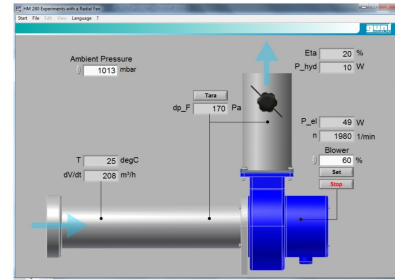 HM 280 Experiments with a Radial Fan
Start File Edit View Language ?
gunt
Ambient Pressure
1013 mbar
Eta 20 %
P_hyd 10 W
Tara
dp_F 170 Pa
P_el 49 W
n 1980 1/min
Blower
60 %
Set
Stop
T 25 degC
dV/dt 208 m³/h